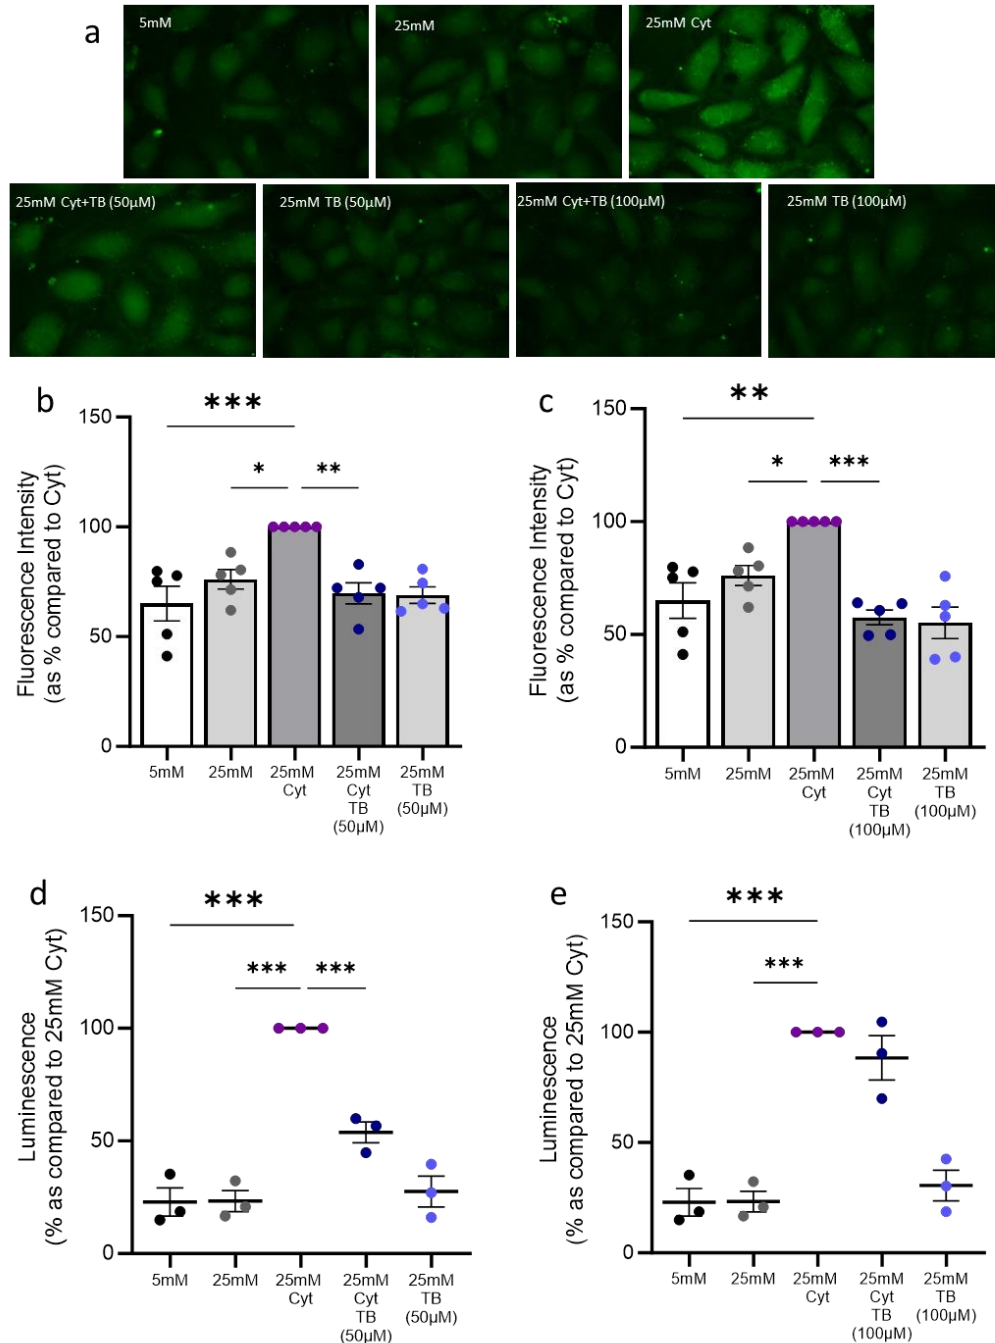 a
5mM
25mM
25mM Cyt
25mM Cyt+TB (50µM)
25mM TB (50µM)
25mM Cyt+TB (100µM)
25mM TB (100µM)
b
Fluorescence Intensity
(as % compared to Cyt)
150
100
50
0
***
*
**
5mM
25mM
25mM
Cyt
25mM
Cyt
TB
(50µM)
25mM
TB
(50µM)
c
Fluorescence Intensity
(as % compared to Cyt)
150
100
50
0
**
*
***
5mM
25mM
25mM
Cyt
25mM
Cyt
TB
(100µM)
25mM
TB
(100µM)
d
Luminescence
(% as compared to 25mM Cyt)
150
100
50
0
***
***
***
5mM
25mM
25mM
Cyt
25mM
Cyt
TB
(50µM)
25mM
TB
(50µM)
e
Luminescence
(% as compared to 25mM Cyt)
150
100
50
0
***
***
5mM
25mM
25mM
Cyt
25mM
Cyt
TB
(100µM)
25mM
TB
(100µM)